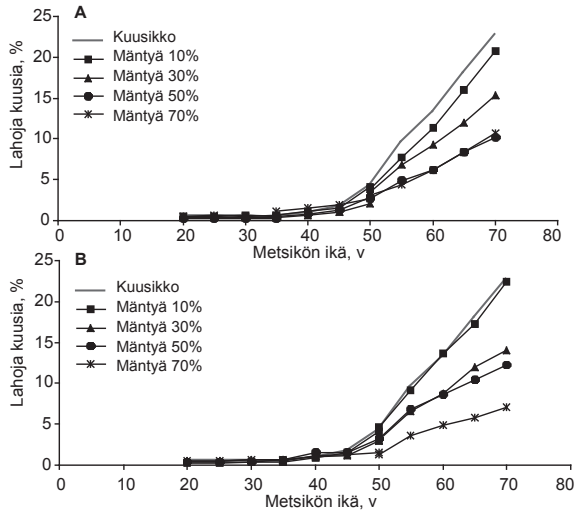 A
25
20
15
10
5
0
Lahoja kuusia, %
Kuusikko
Mäntyä 10%
Mäntyä 30%
Mäntyä 50%
Mäntyä 70%
0 10 20 30 40 50 60 70 80
Metsikön ikä, v
B
25
20
15
10
5
0
Lahoja kuusia, %
Kuusikko
Mäntyä 10%
Mäntyä 30%
Mäntyä 50%
Mäntyä 70%
0 10 20 30 40 50 60 70 80
Metsikön ikä, v